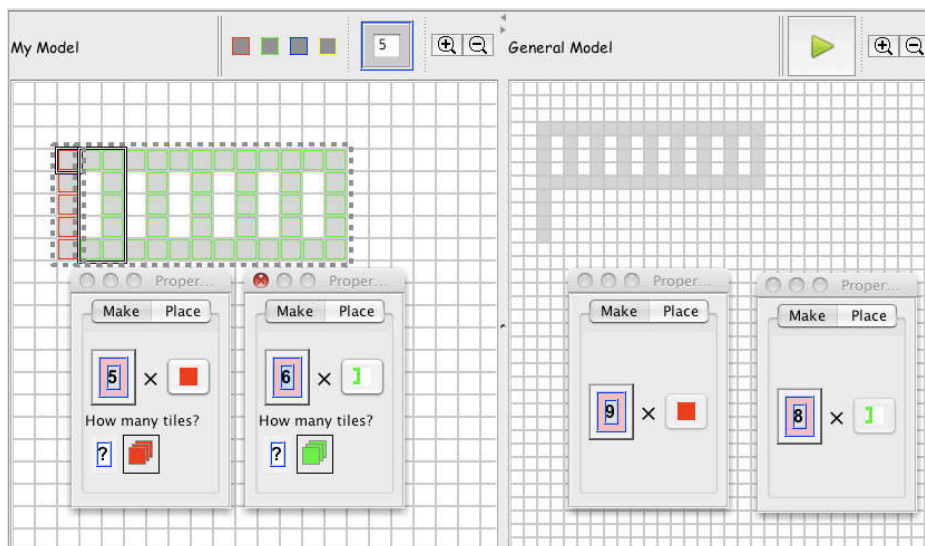 My Model
5
General Model
Proper...
Make Place
5 ×
How many tiles?
?
Proper...
Make Place
6 ×
How many tiles?
?
Proper...
Make Place
9 ×
Proper...
Make Place
8 ×